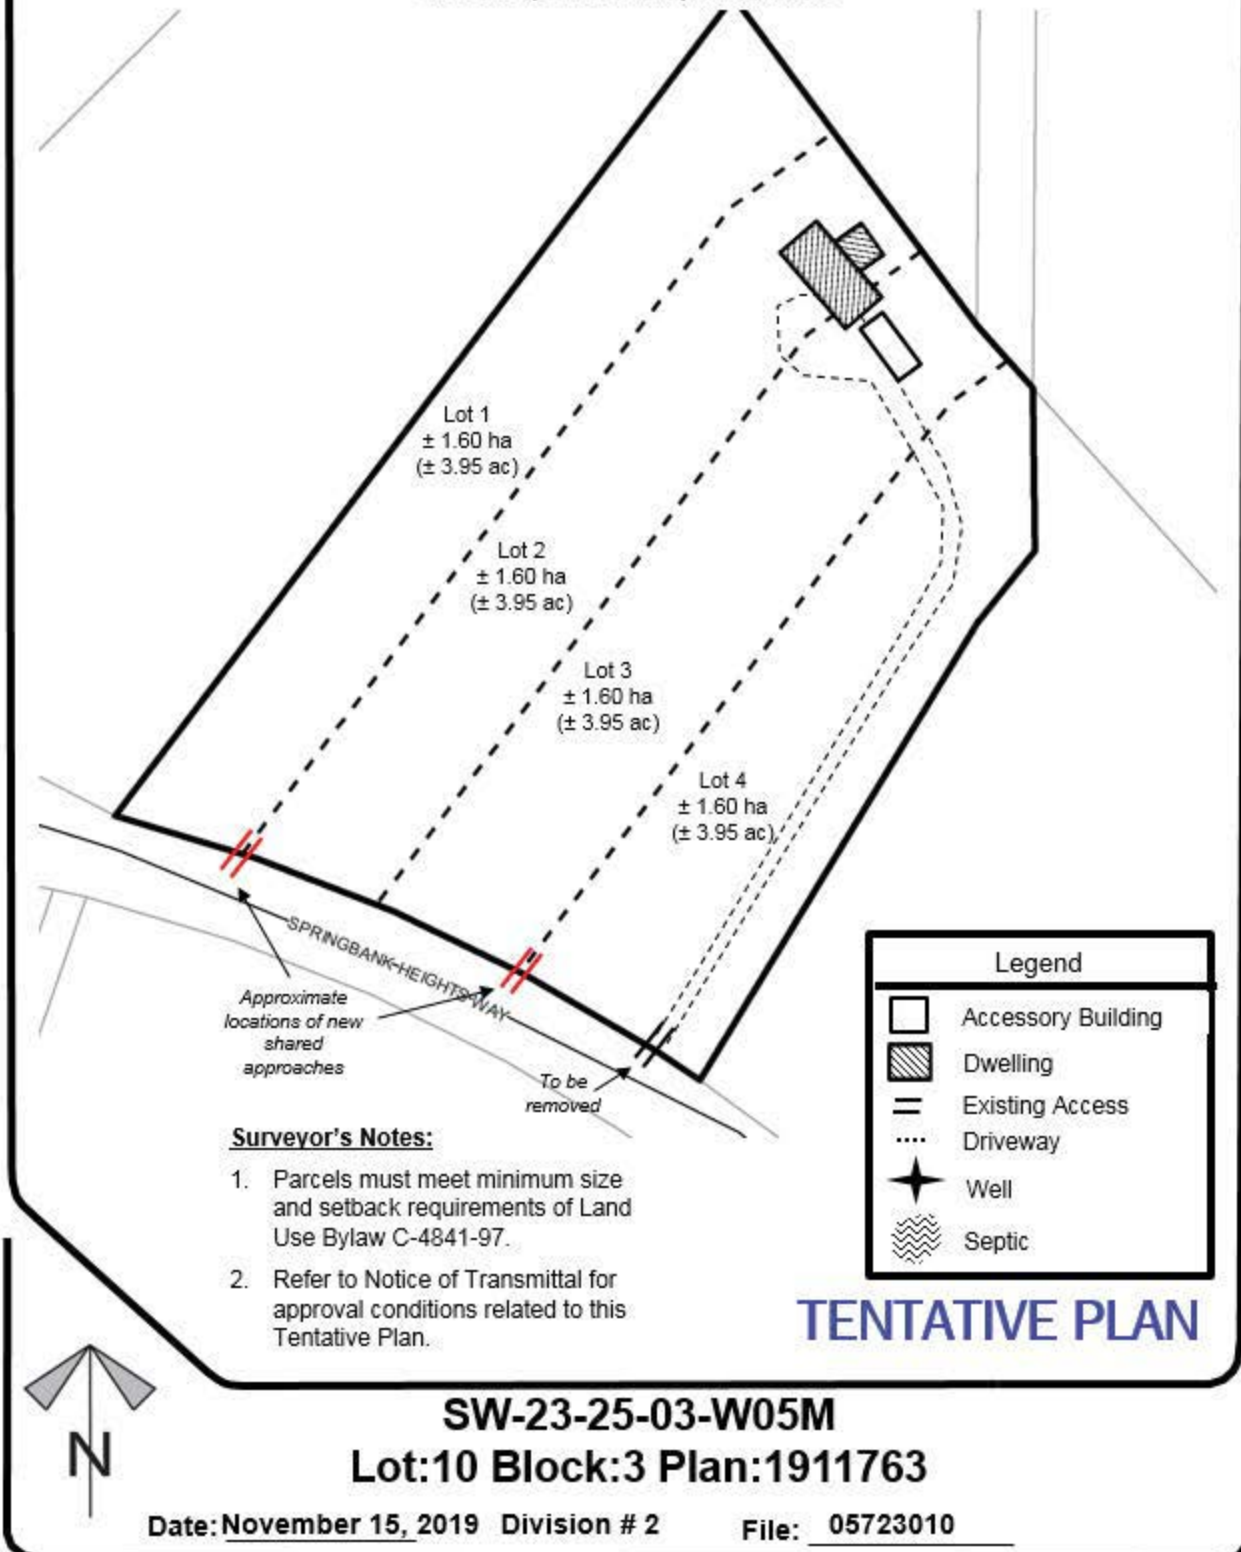 Lot 1
± 1.60 ha
(± 3.95 ac)
Lot 2
± 1.60 ha
(± 3.95 ac)
Lot 3
± 1.60 ha
(± 3.95 ac)
Lot 4
± 1.60 ha
(± 3.95 ac)
SPRINGBANK HEIGHTS WAY
Approximate
locations of new
shared
approaches
To be
removed
Legend
Accessory Building
Dwelling
Existing Access
Driveway
Well
Septic
Surveyor's Notes:
1. Parcels must meet minimum size
and setback requirements of Land
Use Bylaw C-4841-97.
2. Refer to Notice of Transmittal for
approval conditions related to this
Tentative Plan.
TENTATIVE PLAN
N
SW-23-25-03-W05M
Lot:10 Block:3 Plan:1911763
Date: November 15, 2019 Division # 2 File: 05723010